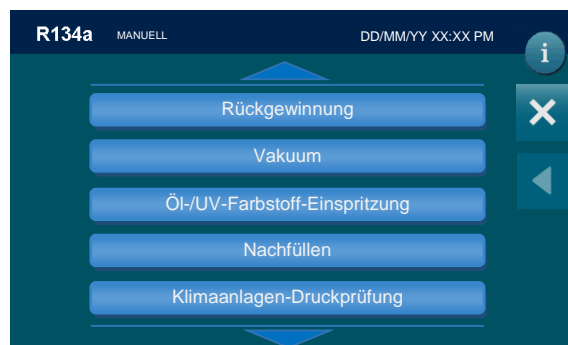 R134a MANUELL DD/MM/YY XX:XX PM
i
Rückgewinnung
Vakuum
Öl-/UV-Farbstoff-Einspritzung
Nachfüllen
Klimaanlagen-Druckprüfung